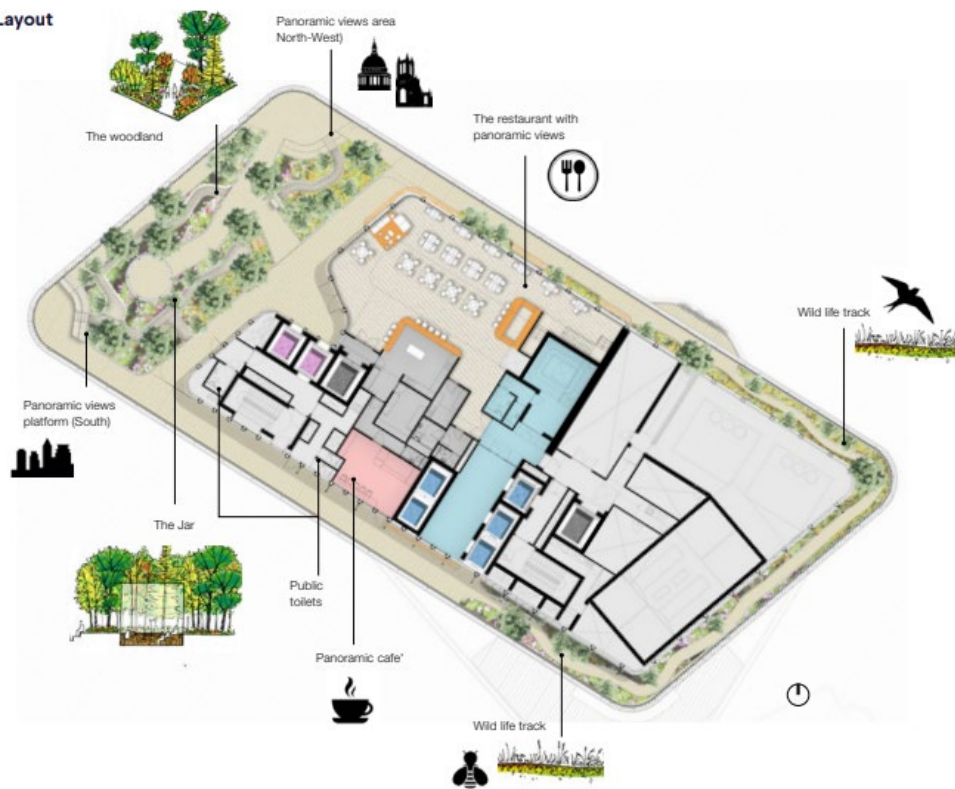 Layout
Panoramic views area
North-West)
The woodland
The restaurant with
panoramic views
Wild life track
Panoramic views
platform (South)
The Jar
Public
toilets
Panoramic cafe'
Wild life track